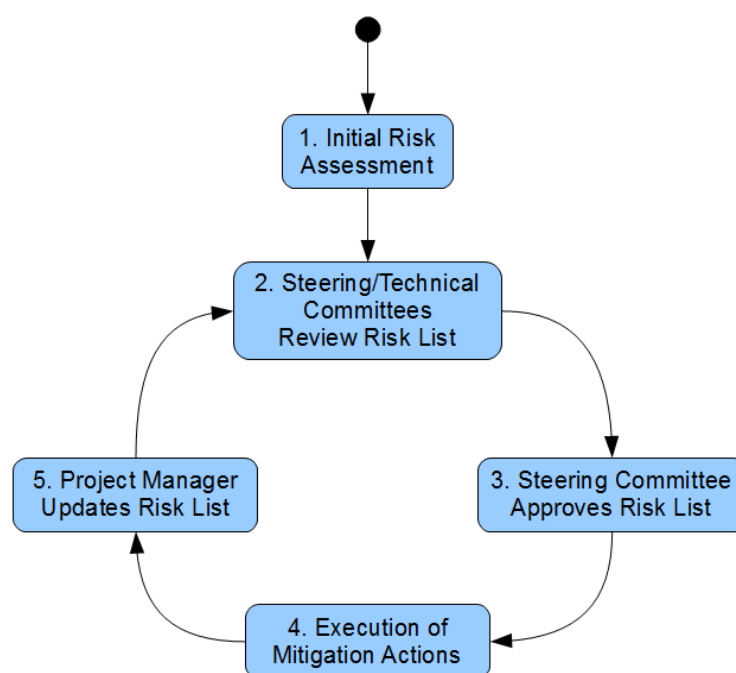 1. Initial Risk
Assessment
2. Steering/Technical
Committees
Review Risk List
3. Steering Committee
Approves Risk List
4. Execution of
Mitigation Actions
5. Project Manager
Updates Risk List